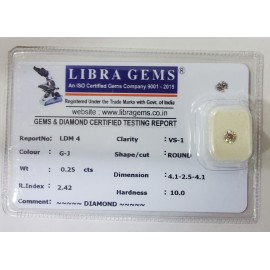 LIBRA GEMS
An ISO Certified Gems Company 9001 - 2015
Registered Under the Trade Marks with Govt. of India
website : www.libragems.co.in
GEMS & DIAMOND CERTIFIED TESTING REPORT
ReportNo: LDM 4 Clarity VS-1
Colour : G-J Shape/cut ROUND
Wt : 0.25 cts Dimension : 4.1-2.5-4.1
R.Index : 2.42 Hardness : 10.0
Comment : ~~~~~ DIAMOND ~~~~~